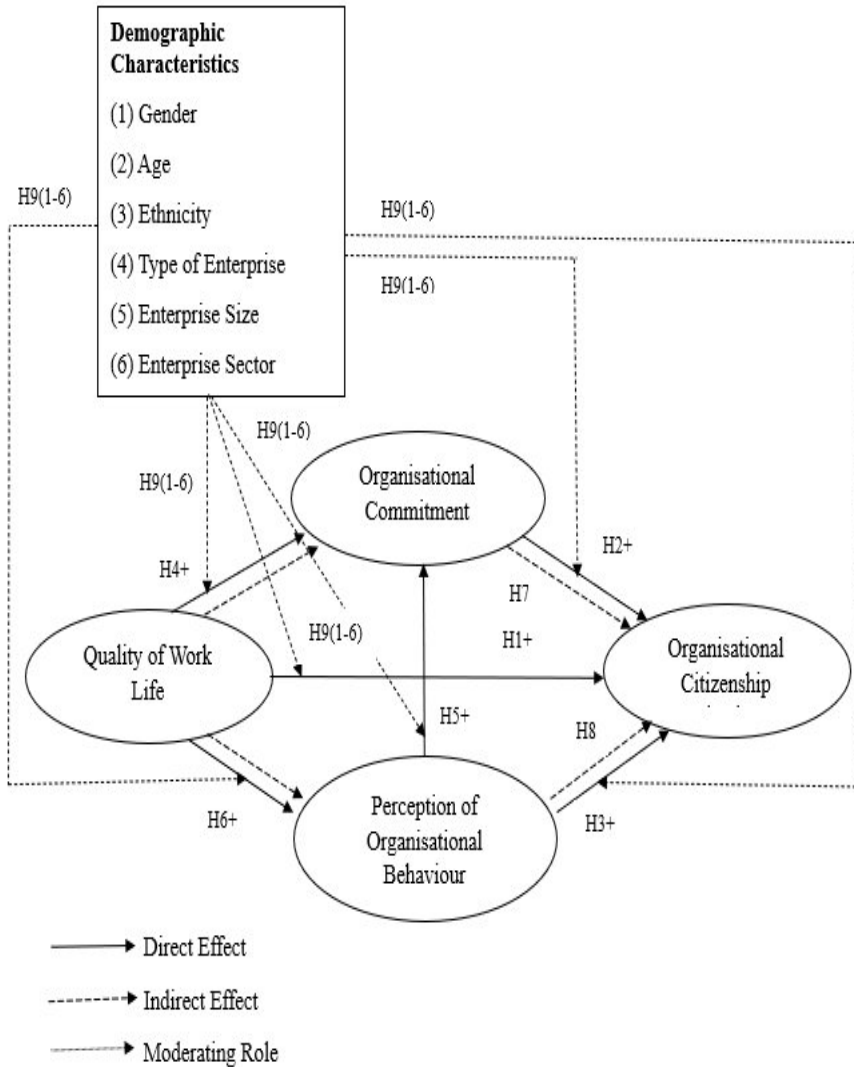 Demographic
Characteristics
(1) Gender
(2) Age
(3) Ethnicity
(4) Type of Enterprise
(5) Enterprise Size
(6) Enterprise Sector
H9(1-6)
H9(1-6)
H9(1-6)
H9(1-6)
H9(1-6)
Organisational
Commitment
H4+
H2+
H7
H9(1-6)
H1+
Quality of Work
Life
Organisational
Citizenship
H5+
H8
H6+
H3+
Perception of
Organisational
Behaviour
Direct Effect
Indirect Effect
Moderating Role